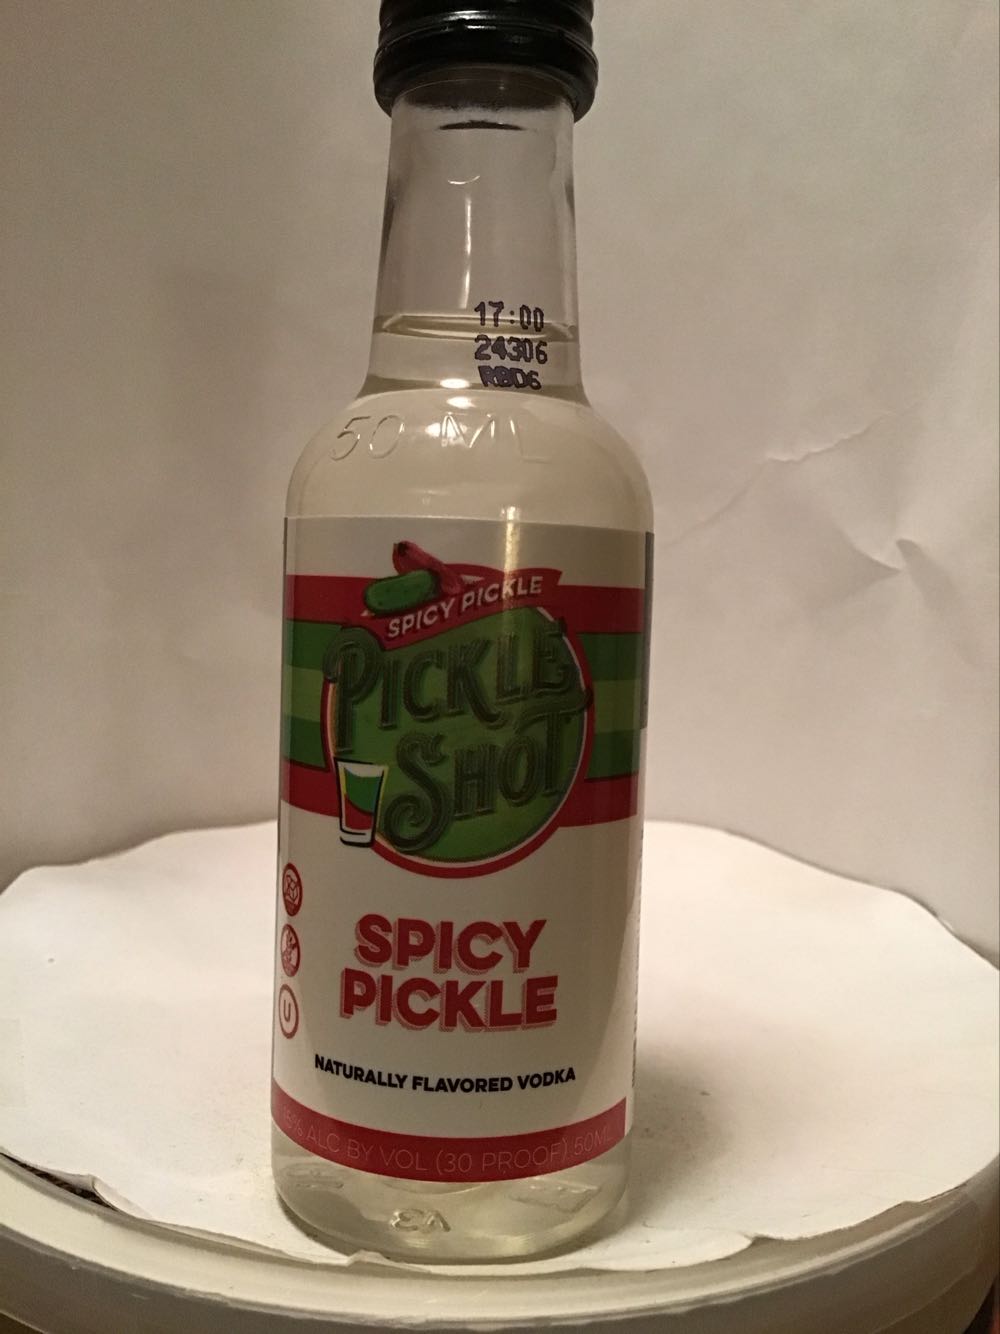 17:00
24306
50 ML
SPICY PICKLE
PICKLE
SHOT
SPICY
PICKLE
U
NATURALLY FLAVORED VODKA
15% ALC BY VOL (30 PROOF) 50ML